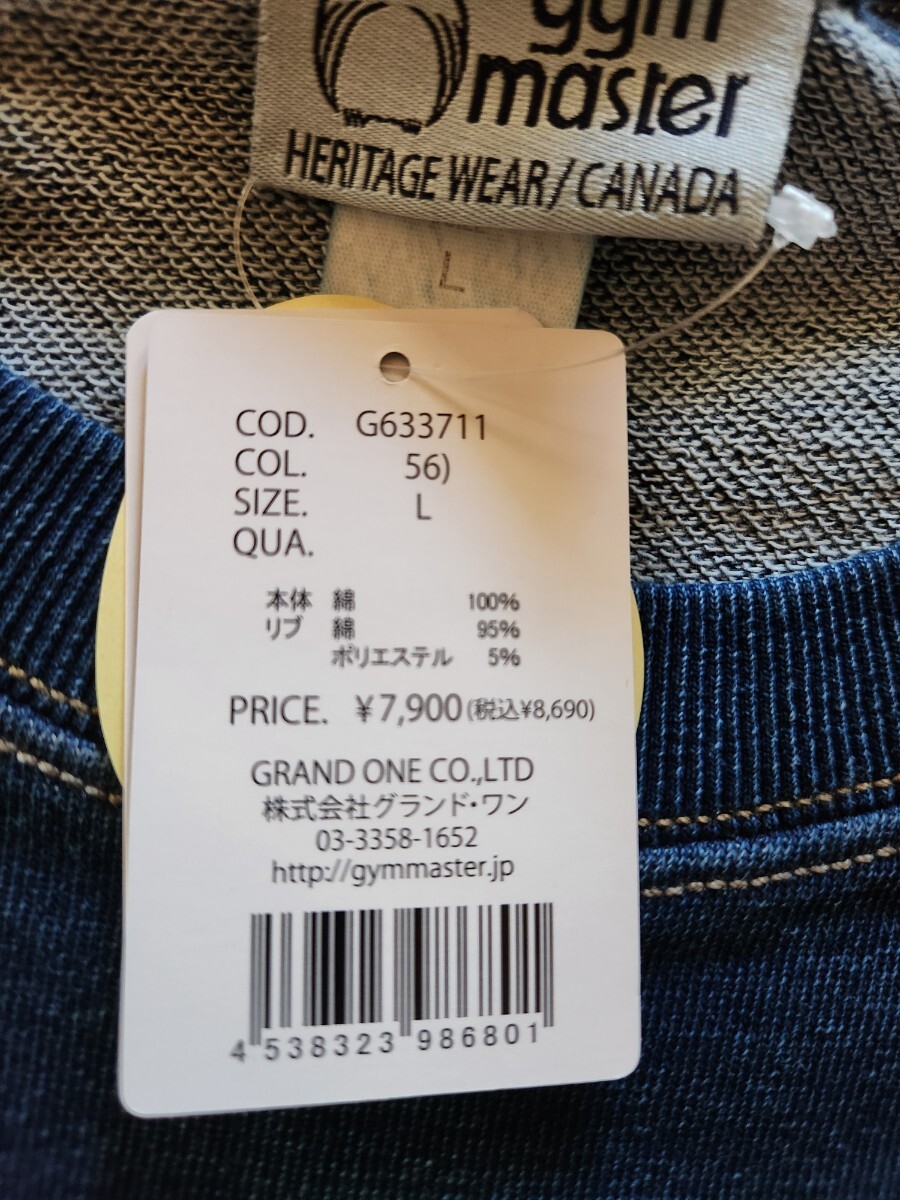 gym
master
HERITAGE WEAR/CANADA
L
COD. G633711
COL. 56)
SIZE. L
QUA.
本体 綿 100%
リブ 綿 95%
ポリエステル 5%
PRICE. ¥7,900(税込¥8,690)
GRAND ONE CO.,LTD
株式会社グランド・ワン
03-3358-1652
http://gymmaster.jp
4 538323 986801